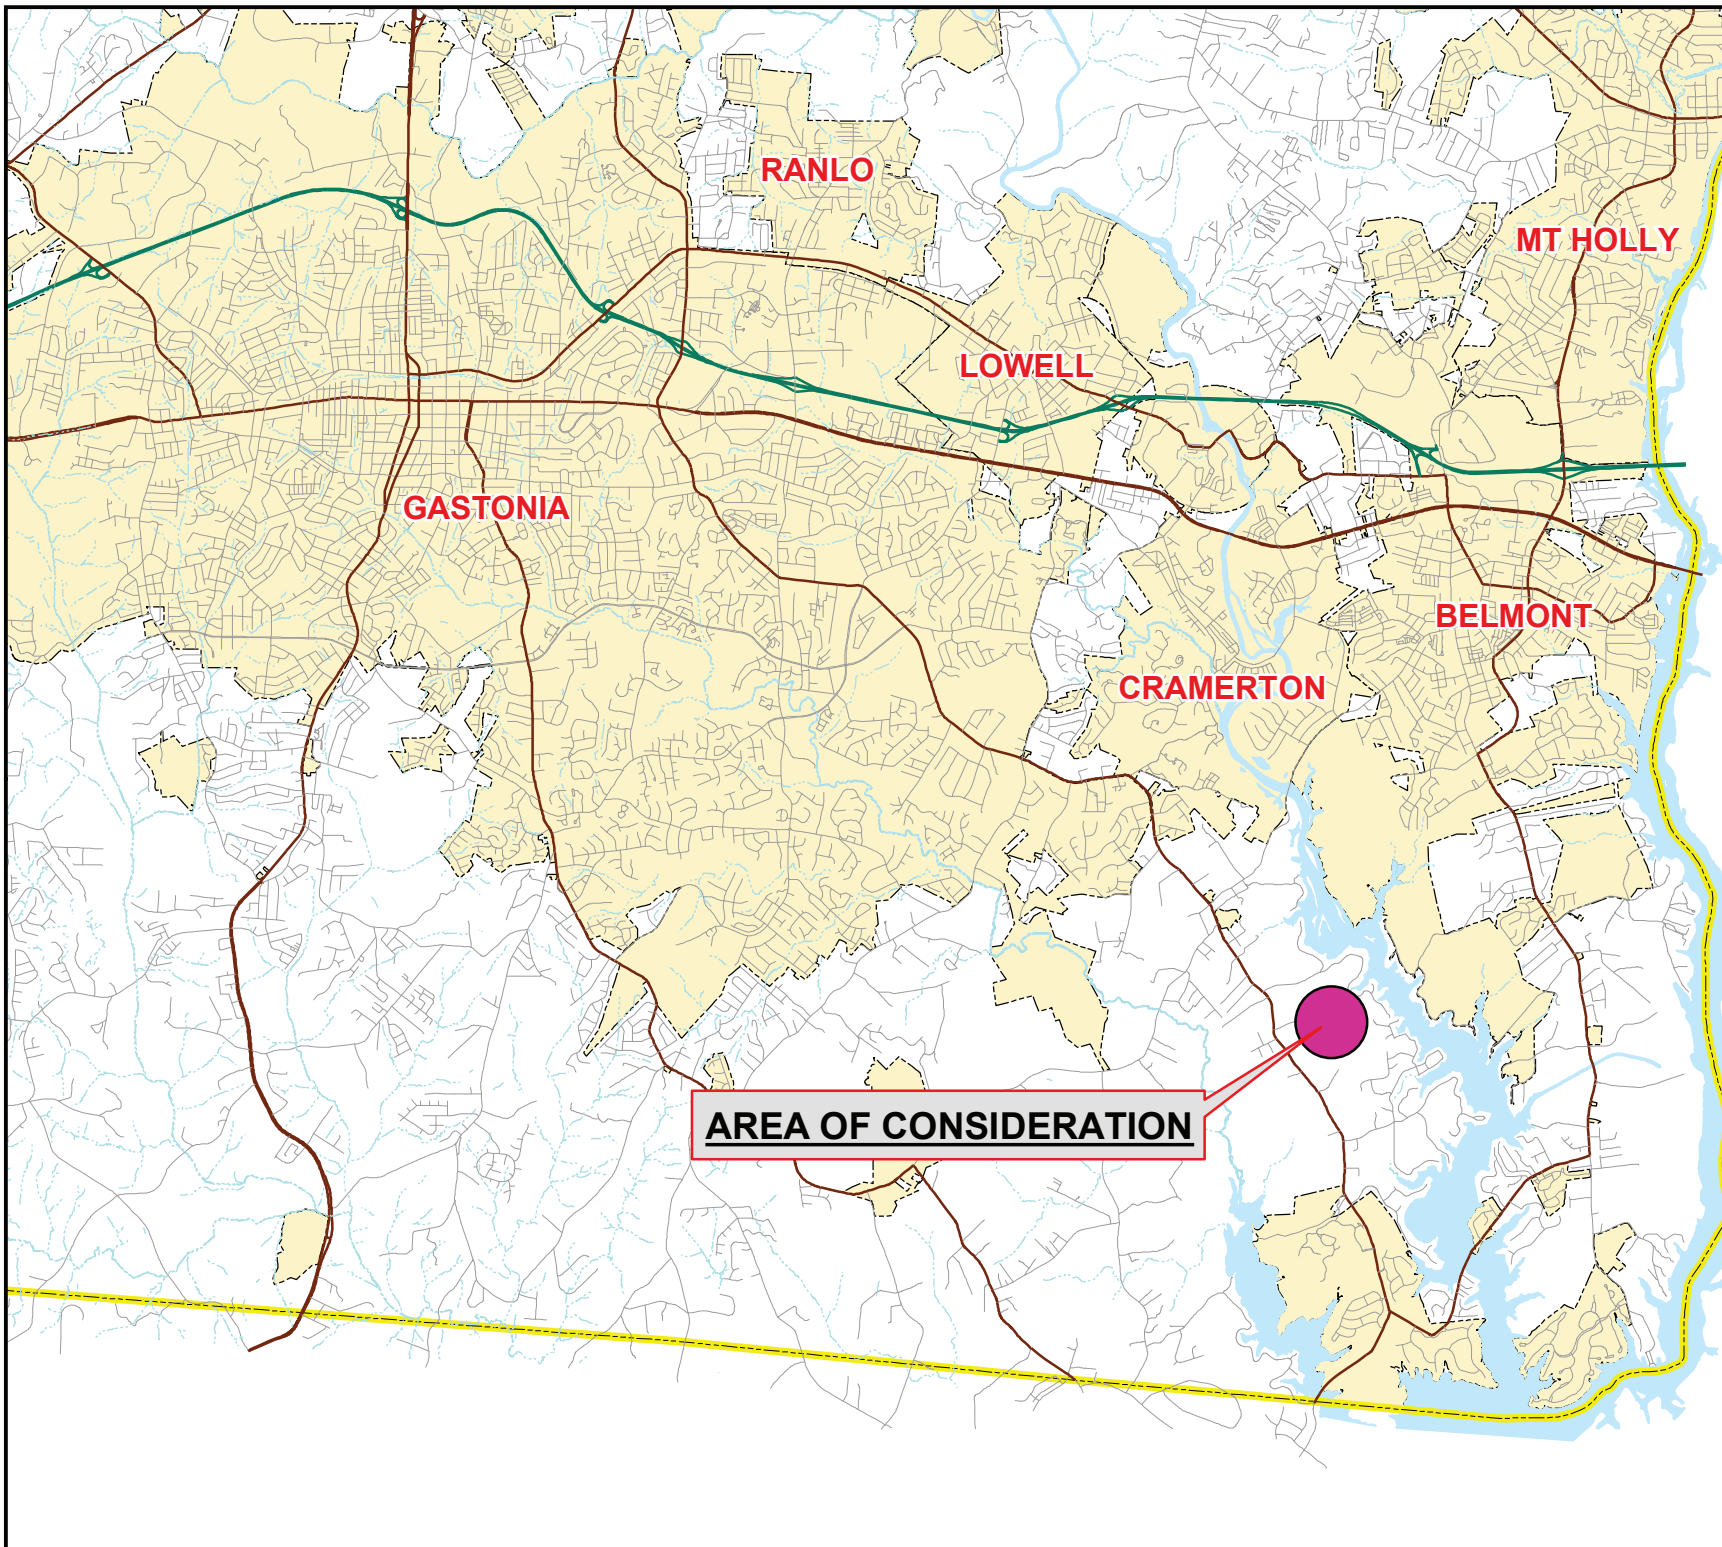 RANLO
MT HOLLY
LOWELL
GASTONIA
BELMONT
CRAMERTON
AREA OF CONSIDERATION